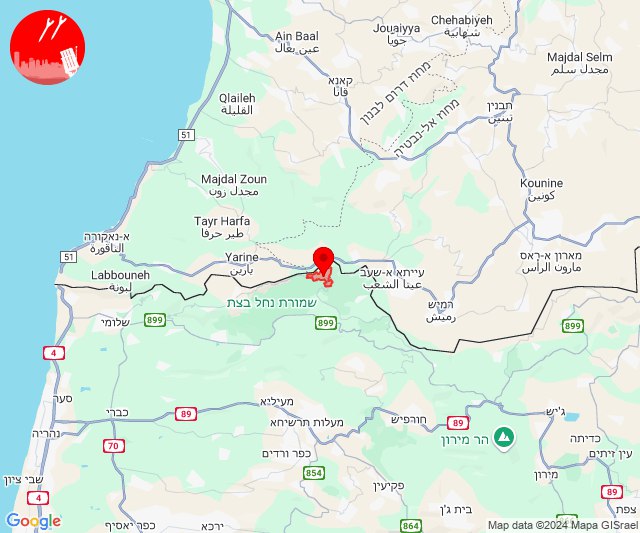 Chehabiyeh
شهابية
Jouaiyya
جويا
Ain Baal
عين بعال
Majdal Selm
مجدل سلم
קאנא
قانا
מחוז דרום לבנון
Qlaileh
القليلة
מחוז אל-נבטיה
תבנין
تبنين
51
Majdal Zoun
مجدل زون
Kounine
كونين
Tayr Harfa
طير حرفا
א-נאקורה
الناقورة
51
Yarine
يارين
מארון א-ראס
مارون الرأس
Labbouneh
لبونة
עייתא א-שעב
عيتا الشعب
שמורת נחל בצת
רמיש
رميش
שלומי
899
899
899
4
סער
מעיליא
כברי
89
חורפיש
89
ג'יש
נהריה
70
מעלות תרשיחא
הר מירון
כדיתה
כפר ורדים
עין זיתים
שבי ציון
854
מירון
4
פקיעין
89
Google
כפר יאסיף
ירכא
864
בית ג'ן
צפת
Map data ©2024 Mapa GISrael